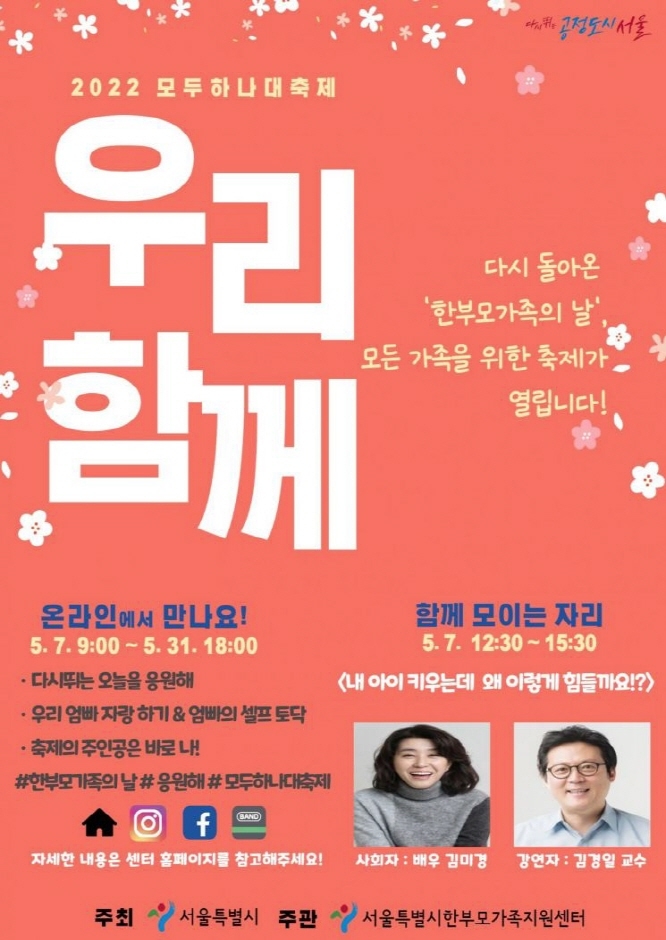 다시뛰는 공정도시 서울
2022 모두하나대축제
우리
함께
다시 돌아온
'한부모가족의 날',
모든 가족을 위한 축제가
열립니다!
온라인에서 만나요!
5. 7. 9:00 ~ 5. 31. 18:00
· 다시뛰는 오늘을 응원해
· 우리 엄빠 자랑 하기 & 엄빠의 셀프 토닥
· 축제의 주인공은 바로 나!
#한부모가족의 날 # 응원해 # 모두하나대축제
BAND
자세한 내용은 센터 홈페이지를 참고해주세요!
함께 모이는 자리
5. 7. 12:30 ~ 15:30
<내 아이 키우는데 왜 이렇게 힘들까요!?>
사회자 : 배우 김미경
강연자 : 김경일 교수
주최 서울특별시 주관 서울특별시한부모가족지원센터